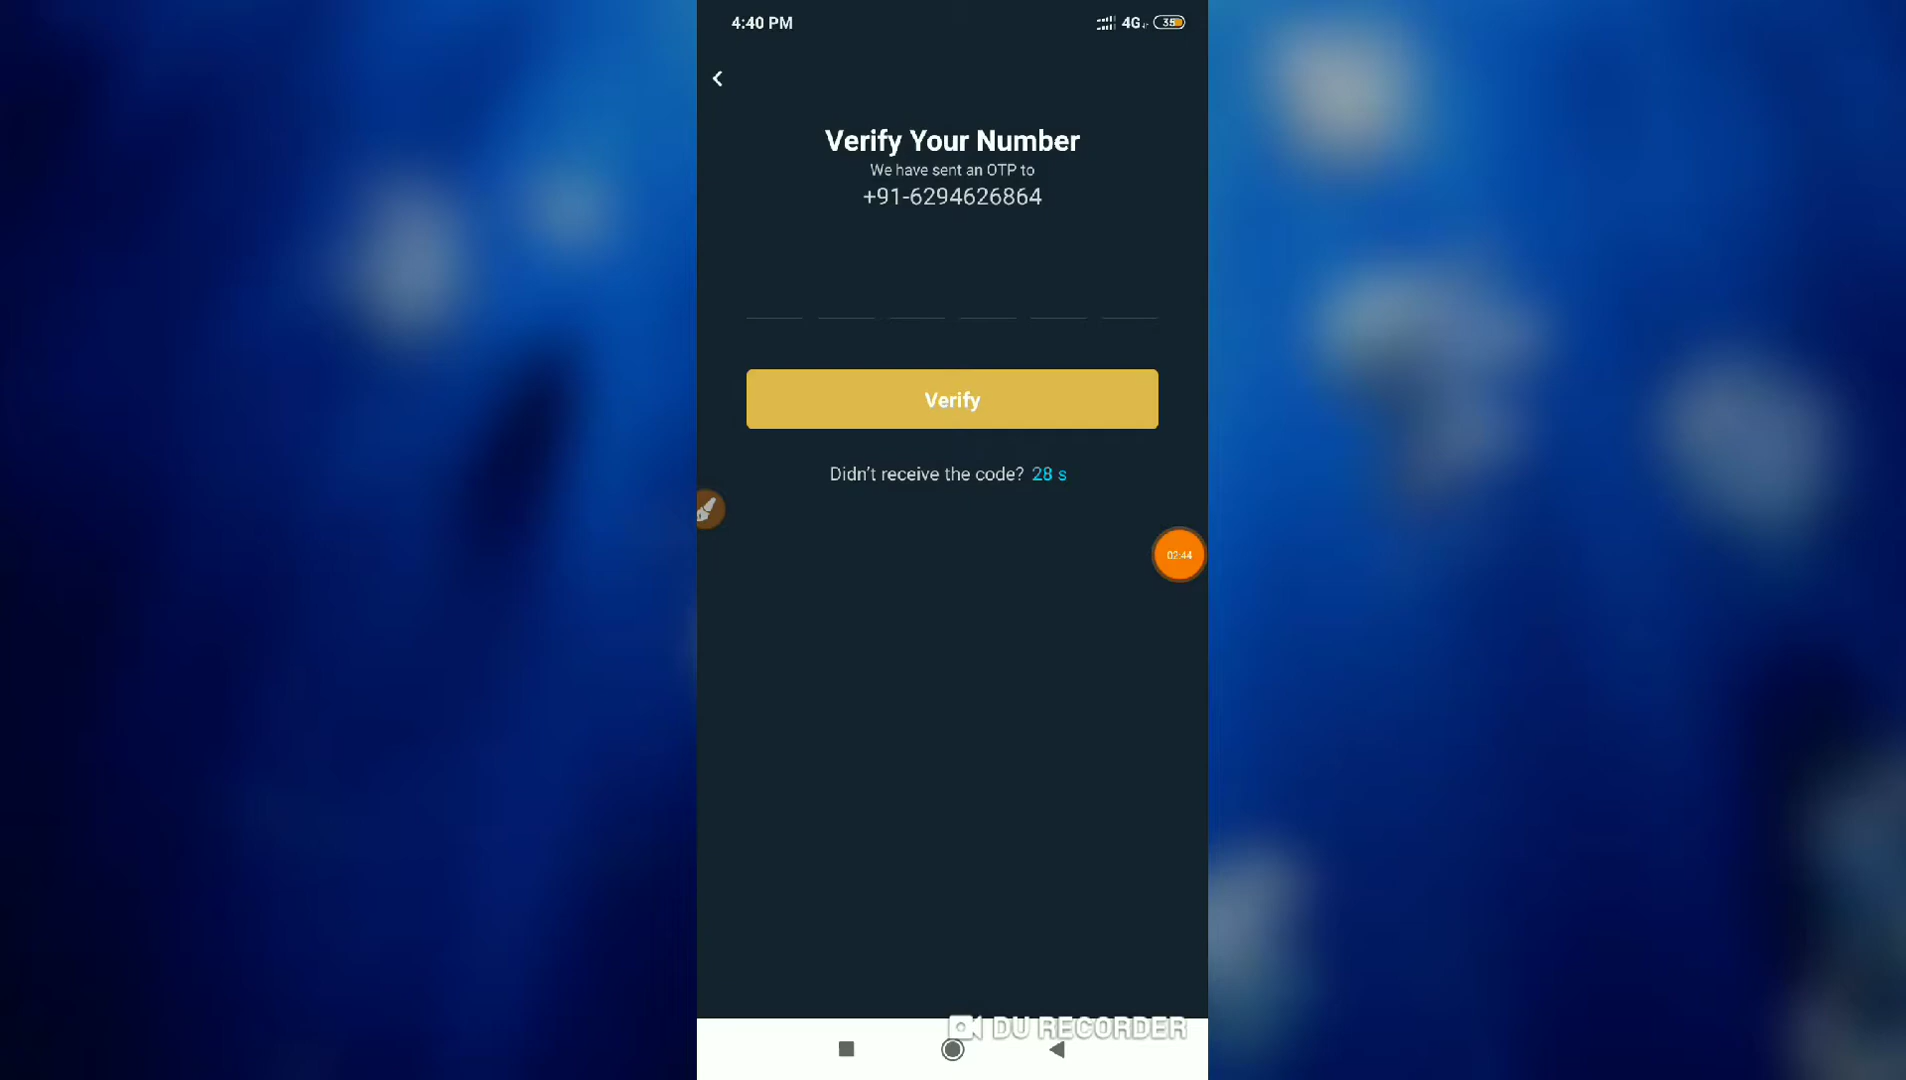 4:40 PM
4G
35
Verify Your Number
We have sent an OTP to
+91-6294626864
Verify
Didn't receive the code? 28 s
02:44
DU RECORDER